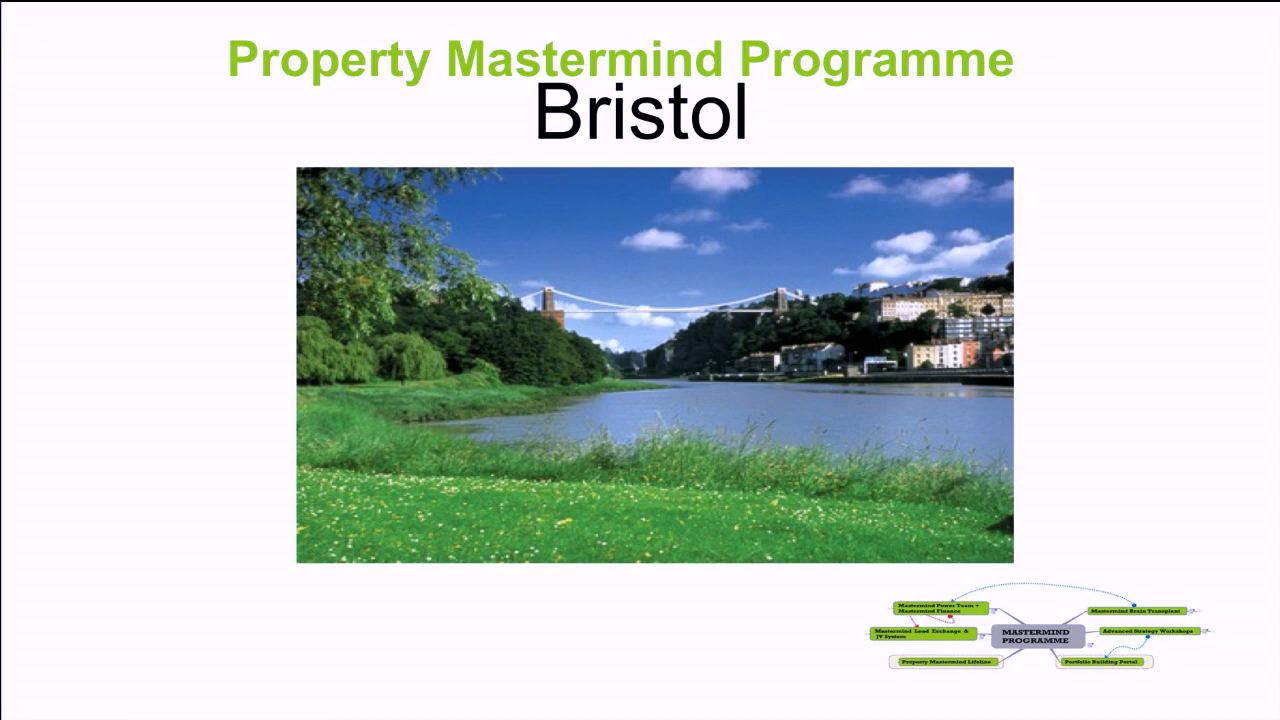 Property Mastermind Programme
Bristol
Mastermind Power Team +
Mastermind Finance
Mastermind Brain Transplant
Mastermind Lead Exchange &
JV System
MASTERMIND
PROGRAMME
Advanced Strategy Workshops
Property Mastermind Lifeline
Portfolio Building Portal